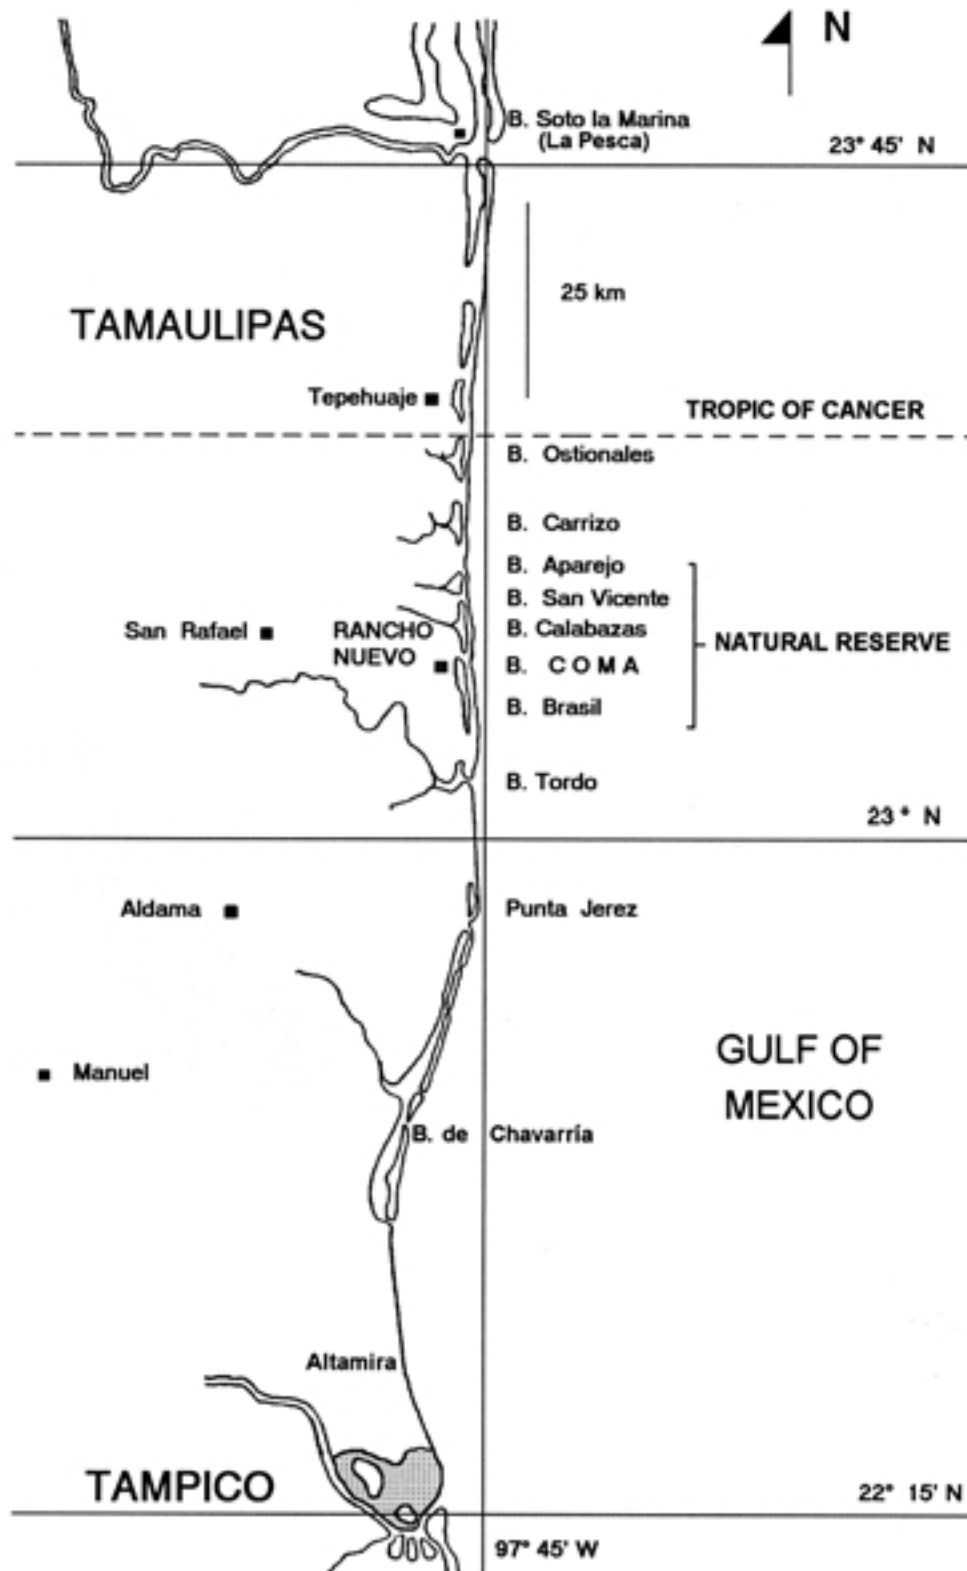 N
B. Soto la Marina
(La Pesca)
23° 45' N
25 km
TAMAULIPAS
Tepehuaje
TROPIC OF CANCER
B. Ostionales
B. Carrizo
B. Aparejo
B. San Vicente
San Rafael
RANCHO
NUEVO
B. Calabazas
NATURAL RESERVE
B. COMA
B. Brasil
B. Tordo
23° N
Aldama
Punta Jerez
GULF OF
MEXICO
Manuel
B. de Chavarría
Altamira
TAMPICO
22° 15' N
97° 45' W